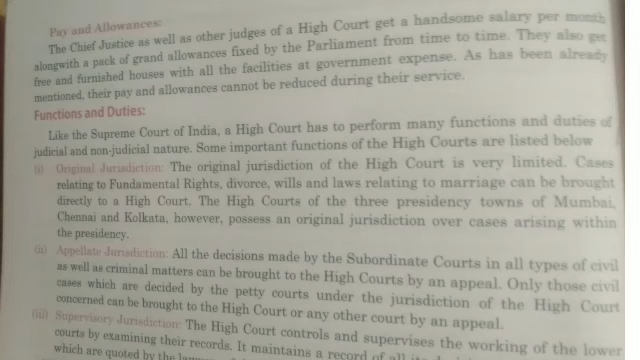 Pay and Allowances:
The Chief Justice as well as other judges of a High Court get a handsome salary per month
alongwith a pack of grand allowances fixed by the Parliament from time to time. They also get
free and furnished houses with all the facilities at government expense. As has been already
mentioned, their pay and allowances cannot be reduced during their service.
Functions and Duties:
Like the Supreme Court of India, a High Court has to perform many functions and duties of
judicial and non-judicial nature. Some important functions of the High Courts are listed below
(i) Original Jurisdiction: The original jurisdiction of the High Court is very limited. Cases
relating to Fundamental Rights, divorce, wills and laws relating to marriage can be brought
directly to a High Court. The High Courts of the three presidency towns of Mumbai,
Chennai and Kolkata, however, possess an original jurisdiction over cases arising within
the presidency.
(ii) Appellate Jurisdiction: All the decisions made by the Subordinate Courts in all types of civil
as well as criminal matters can be brought to the High Courts by an appeal. Only those civil
cases which are decided by the petty courts under the jurisdiction of the High Court
concerned can be brought to the High Court or any other court by an appeal.
(iii) Supervisory Jurisdiction: The High Court controls and supervises the working of the lower
courts by examining their records. It maintains a record of all its
which are quoted by the